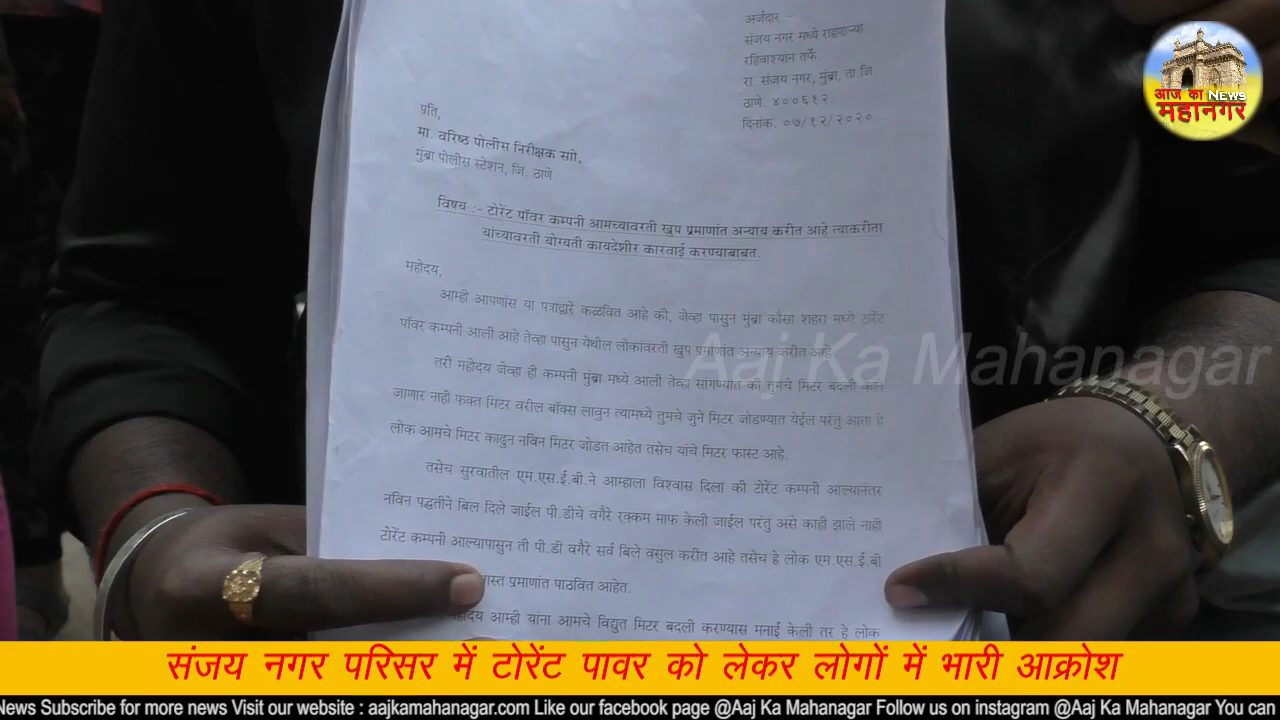 अर्जदार -
संजय नगर मध्ये राहणाऱ्या
रहिवाश्यांन तर्फे.
रा. संजय नगर, मुंब्रा, ता.जि.
ठाणे. ४००६१२.
दिनांक. ०७/१२/२०२०
आज का News
महानगर
प्रति,
मा. वरिष्ठ पोलीस निरीक्षक साो,
मुंब्रा पोलीस स्टेशन, जि. ठाणे.
विषय :- टोरेंट पॉवर कम्पनी आमच्यावरती खुप प्रमाणांत अन्याय करीत आहे त्याकरीता
यांच्यावरती योग्यती कायदेशीर कारवाई करण्याबाबत.
महोदय,
आम्ही आपणांस या पत्राद्वारे कळवित आहे की, जेव्हा पासुन मुंब्रा कौसा शहरा मध्ये टोरेंट
पॉवर कम्पनी आली आहे तेव्हा पासुन येथील लोकावरती खुप प्रमाणांत अन्याय करीत आहे
Aaj Ka Mahanagar
तरी महोदय जेव्हा ही कम्पनी मुंब्रा मध्ये आली तेव्हा सांगण्यात की तुमचे मिटर बदली केले
जाणार नाही फक्त मिटर वरील बॉक्स लावुन त्यामध्ये तुमचे जुने मिटर जोडण्यात येईल परंतु आता हे
लोक आमचे मिटर काढुन नविन मिटर जोडत आहेत तसेच यांचे मिटर फास्ट आहे.
तसेच सुरवातील एम.एस.ई.बी.ने आम्हाला विश्वास दिला की टोरेंट कम्पनी आल्यानंतर
नविन पद्धतीने बिल दिले जाईल पी.डीचे वगैरे रक्कम माफ केली जाईल परंतु असे काही झाले नाही
टोरेंट कम्पनी आल्यापासुन ती पी.डी वगैरे सर्व बिले वसुल करीत आहे तसेच हे लोक एम एस.ई.बी
प्रमाणांत पाठवित आहेत.
आम्ही यांना आमचे विद्युत मिटर बदली करण्यास मनाई केली तर हे लोक
संजय नगर परिसर में टोरेंट पावर को लेकर लोगों में भारी आक्रोश
News Subscribe for more news Visit our website : aajkamahanagar.com Like our facebook page @Aaj Ka Mahanagar Follow us on instagram @Aaj Ka Mahanagar You can